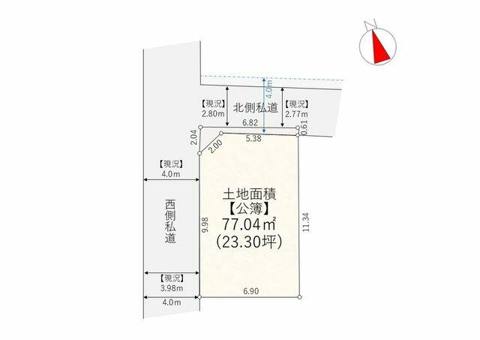 4.0m
【現況】
2.80m
北側私道
【現況】
2.77m
6.82
0.61
2.04
2.00
5.38
【現況】
4.0m
西側私道
9.98
土地面積
【公簿】
77.04㎡
(23.30坪)
11.34
【現況】
3.98m
4.0m
6.90